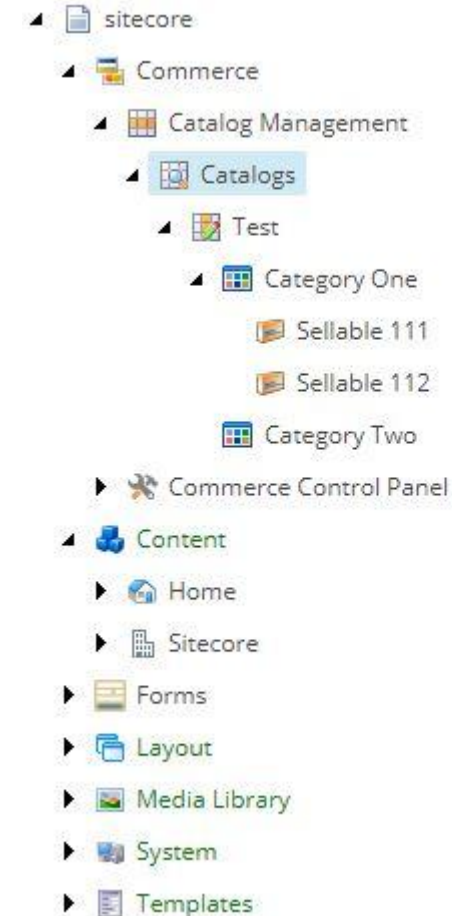 sitecore
Commerce
Catalog Management
Catalogs
Test
Category One
Sellable 111
Sellable 112
Category Two
Commerce Control Panel
Content
Home
Sitecore
Forms
Layout
Media Library
System
Templates